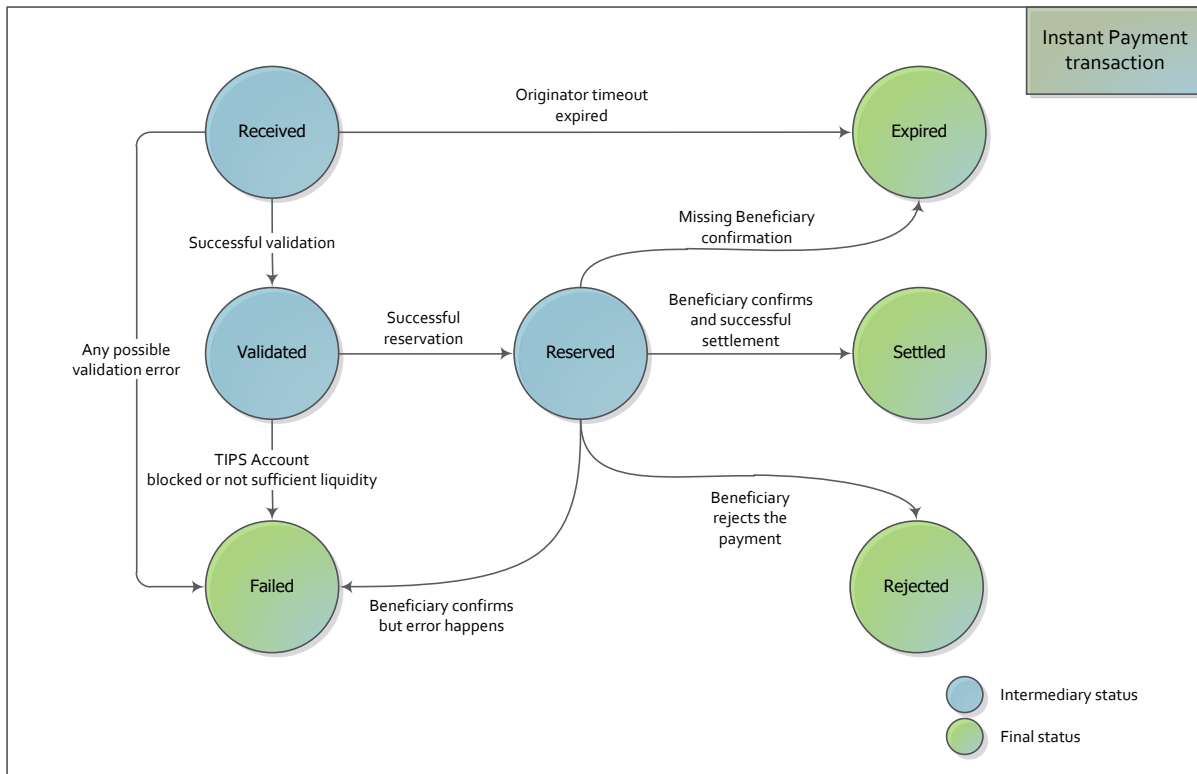 Instant Payment
transaction
Originator timeout
expired
Received
Expired
Missing Beneficiary
confirmation
Successful validation
Beneficiary confirms
and successful
settlement
Successful
reservation
Any possible
validation error
Validated
Reserved
Settled
TIPS Account
blocked or not sufficient liquidity
Beneficiary
rejects the
payment
Failed
Rejected
Beneficiary confirms
but error happens
Intermediary status
Final status